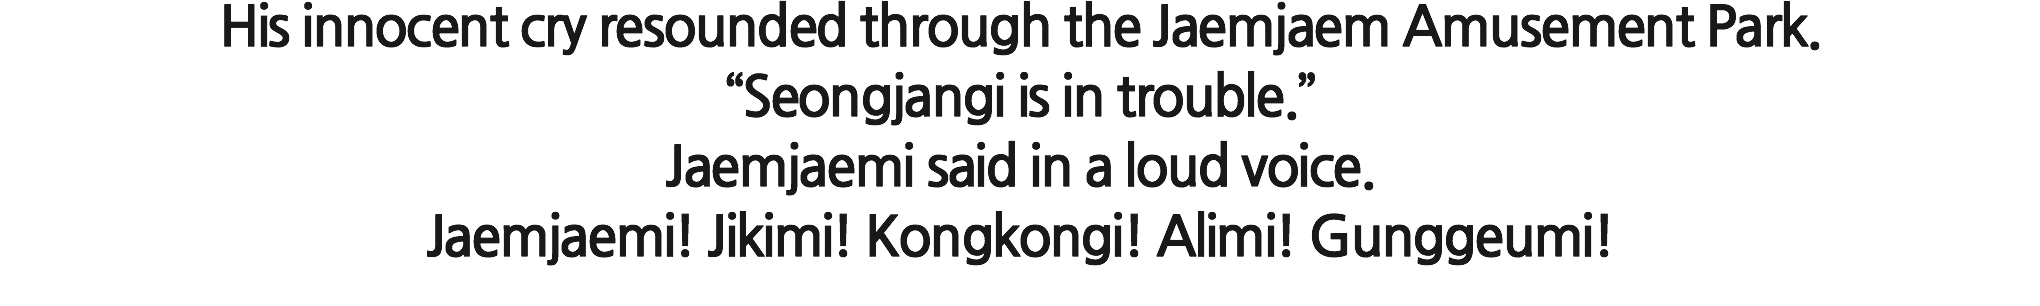 His innocent cry resounded through the Jaemjaem Amusement Park.
“Seongjangi is in trouble.”
Jaemjaemi said in a loud voice.
Jaemjaemi! Jikimi! Kongkongi! Alimi! Gunggeumi!